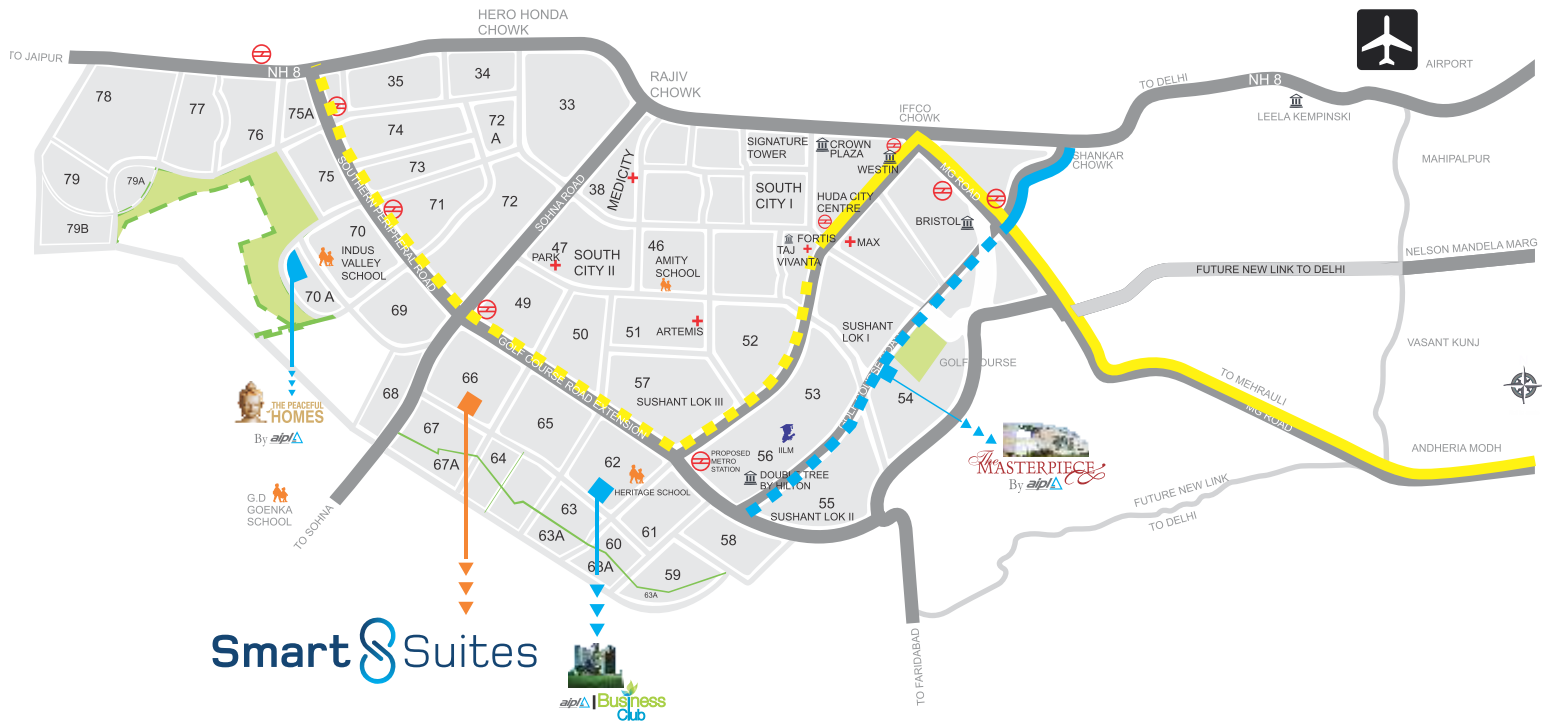 HERO HONDA
CHOWK
TO JAIPUR
NH 8
RAJIV
CHOWK
IFFCO
CHOWK
TO DELHI
NH 8
AIRPORT
LEELA KEMPINSKI
MAHIPALPUR
SHANKAR
CHOWK
78
77
76
75A
35
34
33
74
72
A
73
75
79
79A
79B
71
72
70
SOUTHERN PERIPHERAL ROAD
SOHNA ROAD
38
MEDICITY
SIGNATURE
TOWER
CROWN
PLAZA
WESTIN
MG ROAD
SOUTH
CITY I
HUDA CITY
CENTRE
BRISTOL
FORTIS
MAX
TAJ
VIVANTA
INDUS
VALLEY
SCHOOL
70 A
69
47
PARK
SOUTH
CITY II
46
AMITY
SCHOOL
NELSON MANDELA MARG
FUTURE NEW LINK TO DELHI
49
50
51
ARTEMIS
52
SUSHANT
LOK I
GOLF COURSE
GOLF COURSE ROAD
VASANT KUNJ
GOLF COURSE ROAD EXTENSION
57
SUSHANT LOK III
53
54
TO MEHRAULI
MG ROAD
ANDHERIA MODH
68
66
67
67A
65
64
62
HERITAGE SCHOOL
PROPOSED
METRO
STATION
IILM
56
DOUBLE TREE
BY HILYON
55
SUSHANT LOK II
THE PEACEFUL
HOMES
By aipl
The
MASTERPIECE
By aipl
G.D
GOENKA
SCHOOL
TO SOHNA
63
63A
61
60
63A
58
59
63A
FUTURE NEW LINK
TO DELHI
TO FARIDABAD
Smart Suites
aipl | Business
Club